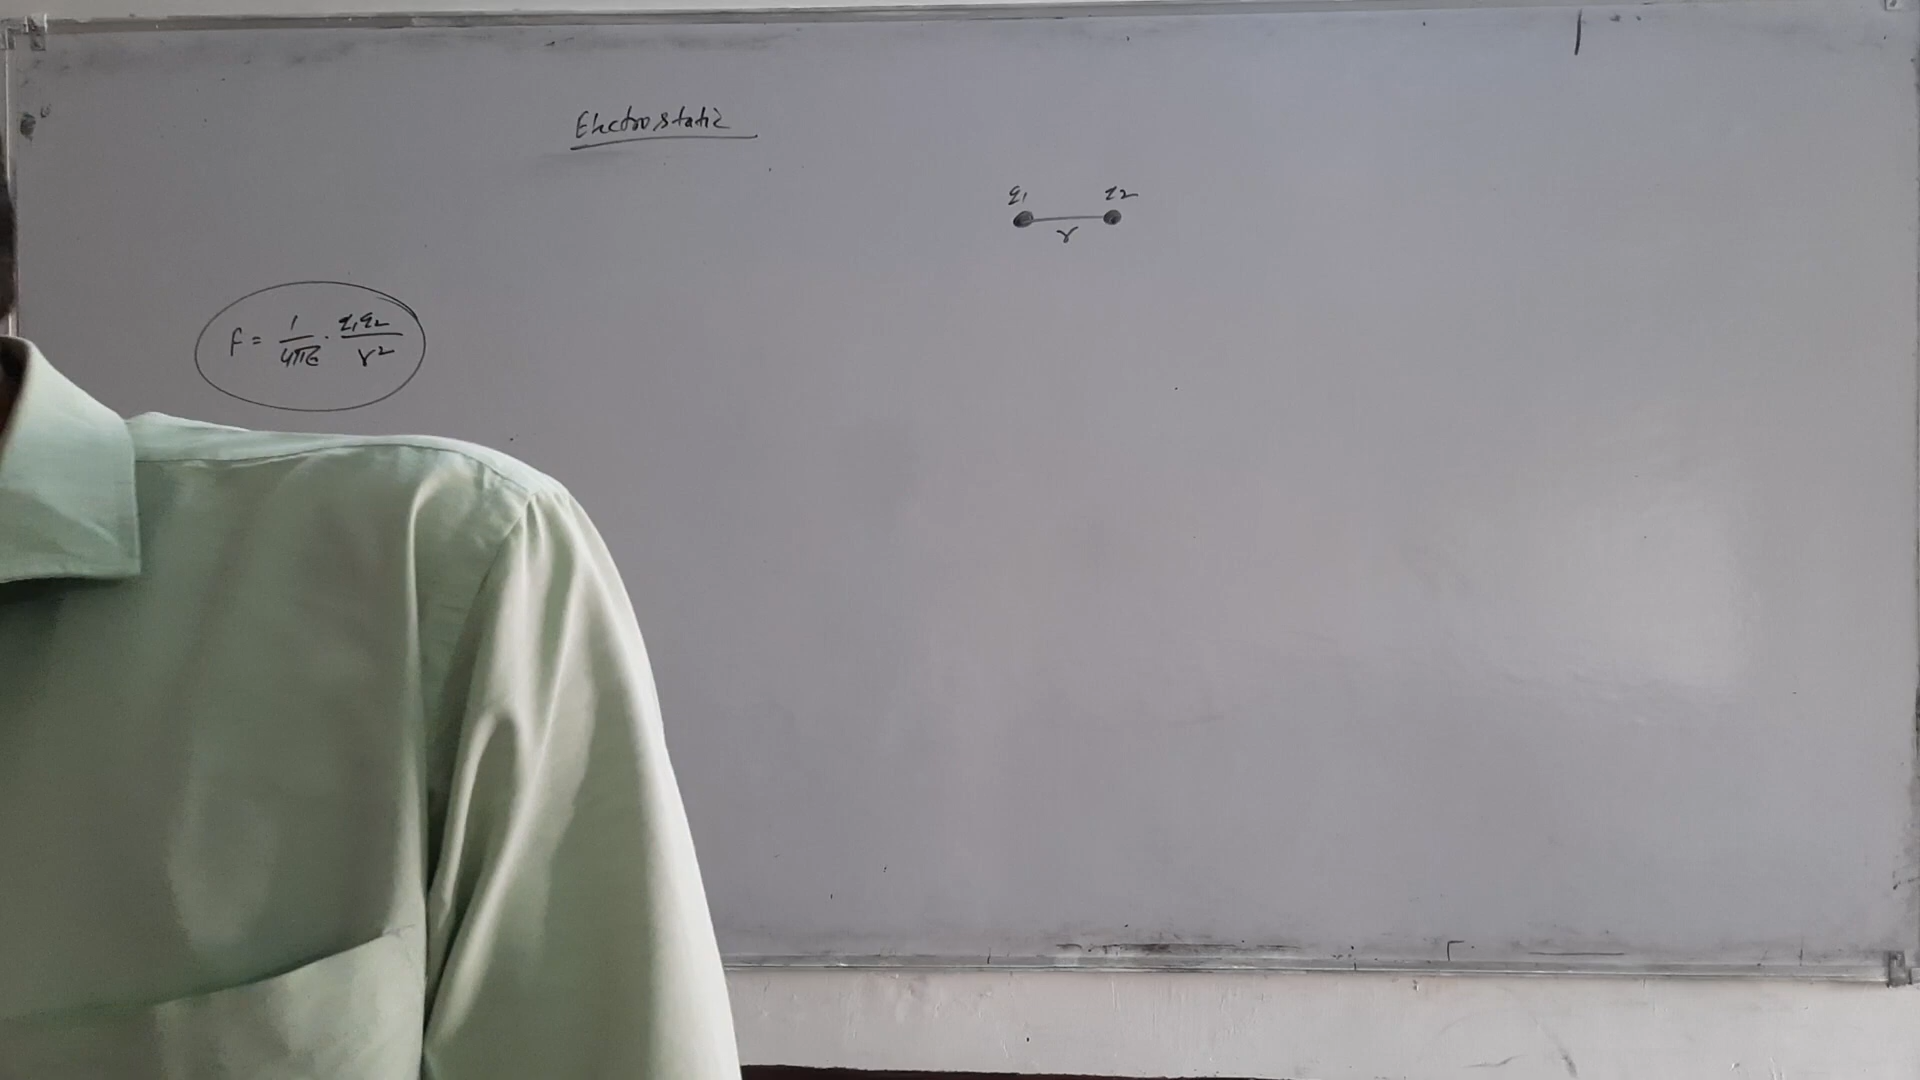 Electrostatic
q1 q2
r
F = 1/4πε · q1q2/r²